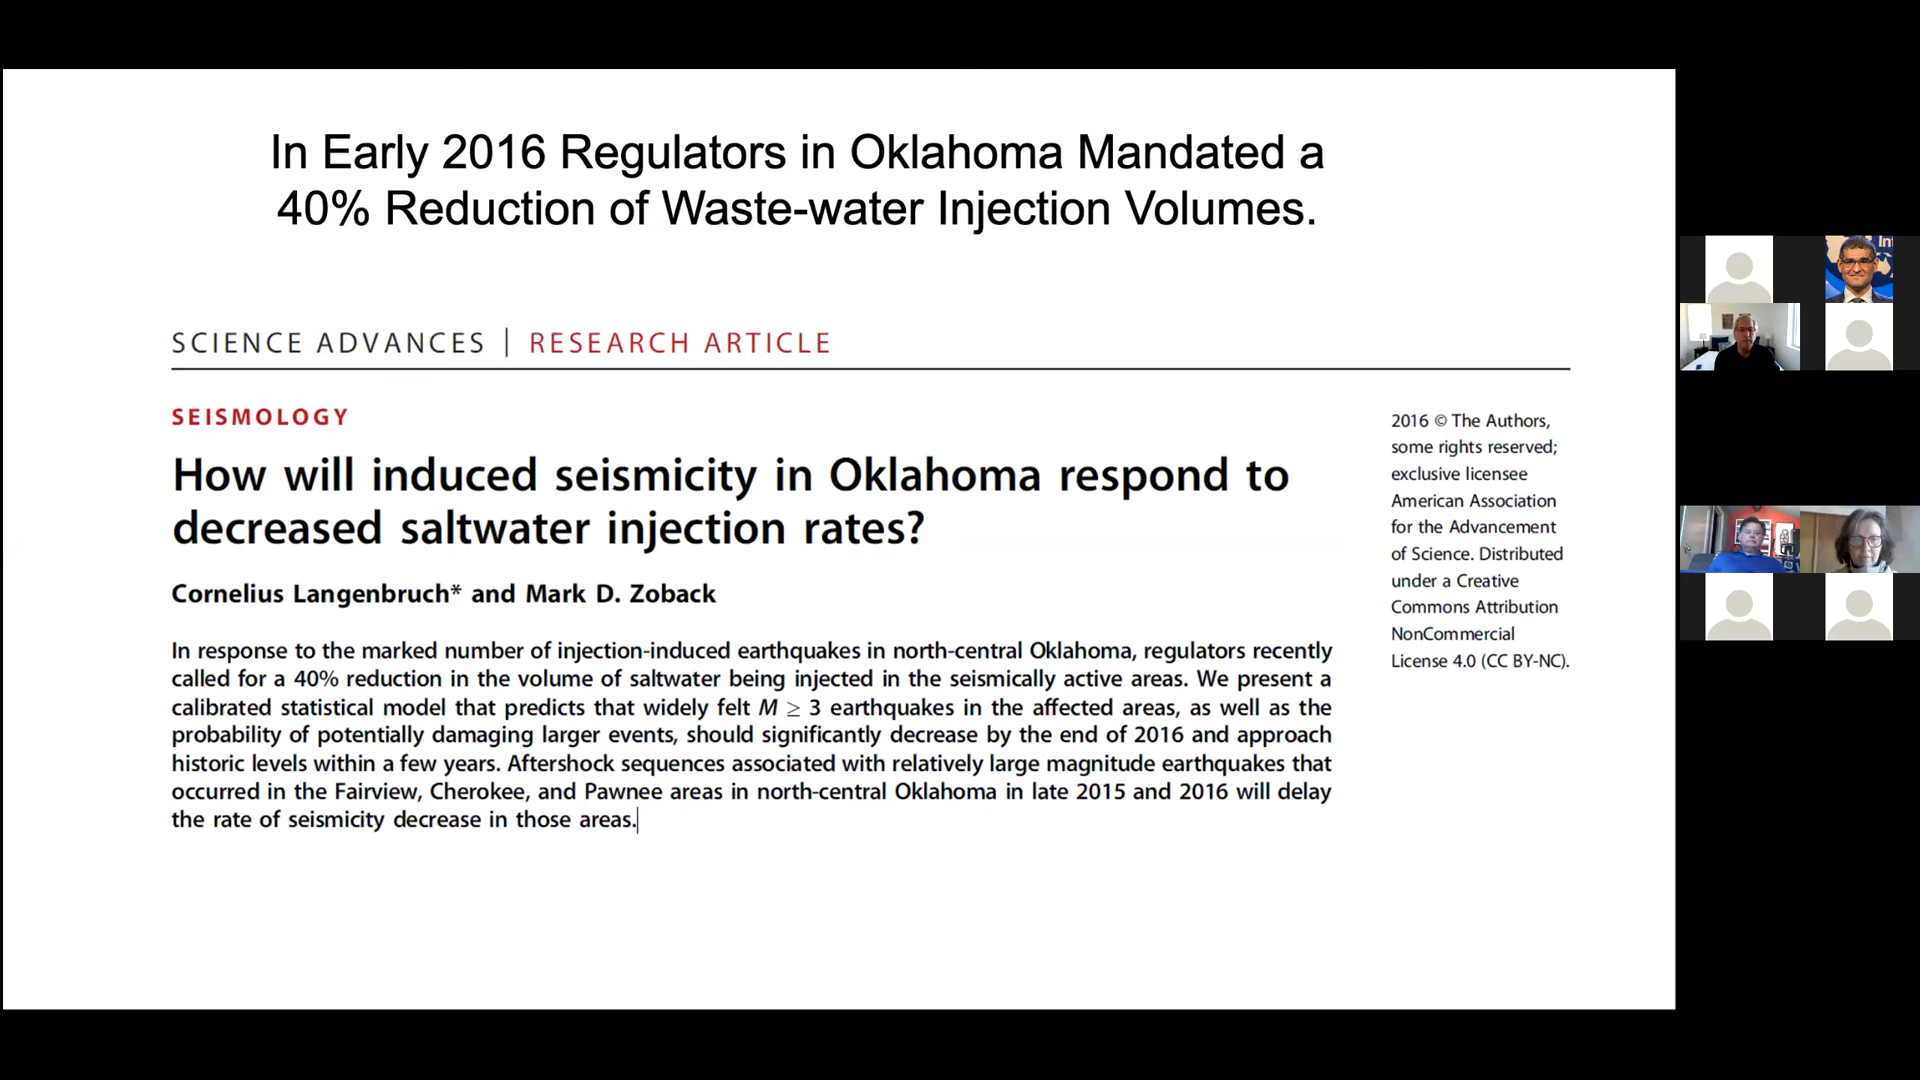 In Early 2016 Regulators in Oklahoma Mandated a
40% Reduction of Waste-water Injection Volumes.
SCIENCE ADVANCES | RESEARCH ARTICLE
SEISMOLOGY
How will induced seismicity in Oklahoma respond to
decreased saltwater injection rates?
Cornelius Langenbruch* and Mark D. Zoback
In response to the marked number of injection-induced earthquakes in north-central Oklahoma, regulators recently
called for a 40% reduction in the volume of saltwater being injected in the seismically active areas. We present a
calibrated statistical model that predicts that widely felt M ≥ 3 earthquakes in the affected areas, as well as the
probability of potentially damaging larger events, should significantly decrease by the end of 2016 and approach
historic levels within a few years. Aftershock sequences associated with relatively large magnitude earthquakes that
occurred in the Fairview, Cherokee, and Pawnee areas in north-central Oklahoma in late 2015 and 2016 will delay
the rate of seismicity decrease in those areas.
2016 © The Authors,
some rights reserved;
exclusive licensee
American Association
for the Advancement
of Science. Distributed
under a Creative
Commons Attribution
NonCommercial
License 4.0 (CC BY-NC).